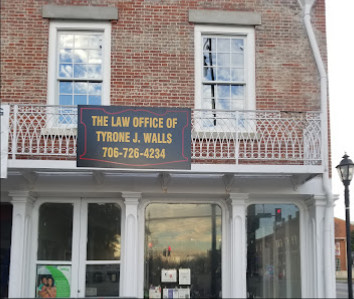 THE LAW OFFICE OF
TYRONE J. WALLS
706-726-4234